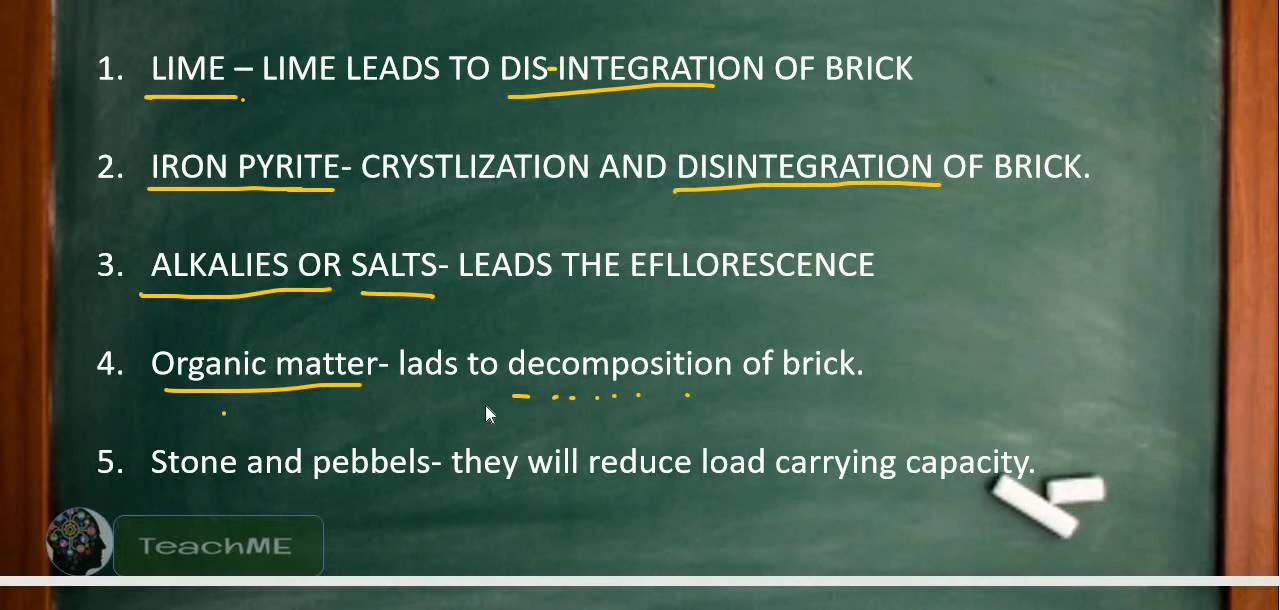 1. LIME – LIME LEADS TO DIS-INTEGRATION OF BRICK
2. IRON PYRITE- CRYSTLIZATION AND DISINTEGRATION OF BRICK.
3. ALKALIES OR SALTS- LEADS THE EFLLORESCENCE
4. Organic matter- lads to decomposition of brick.
5. Stone and pebbels- they will reduce load carrying capacity.
TeachME